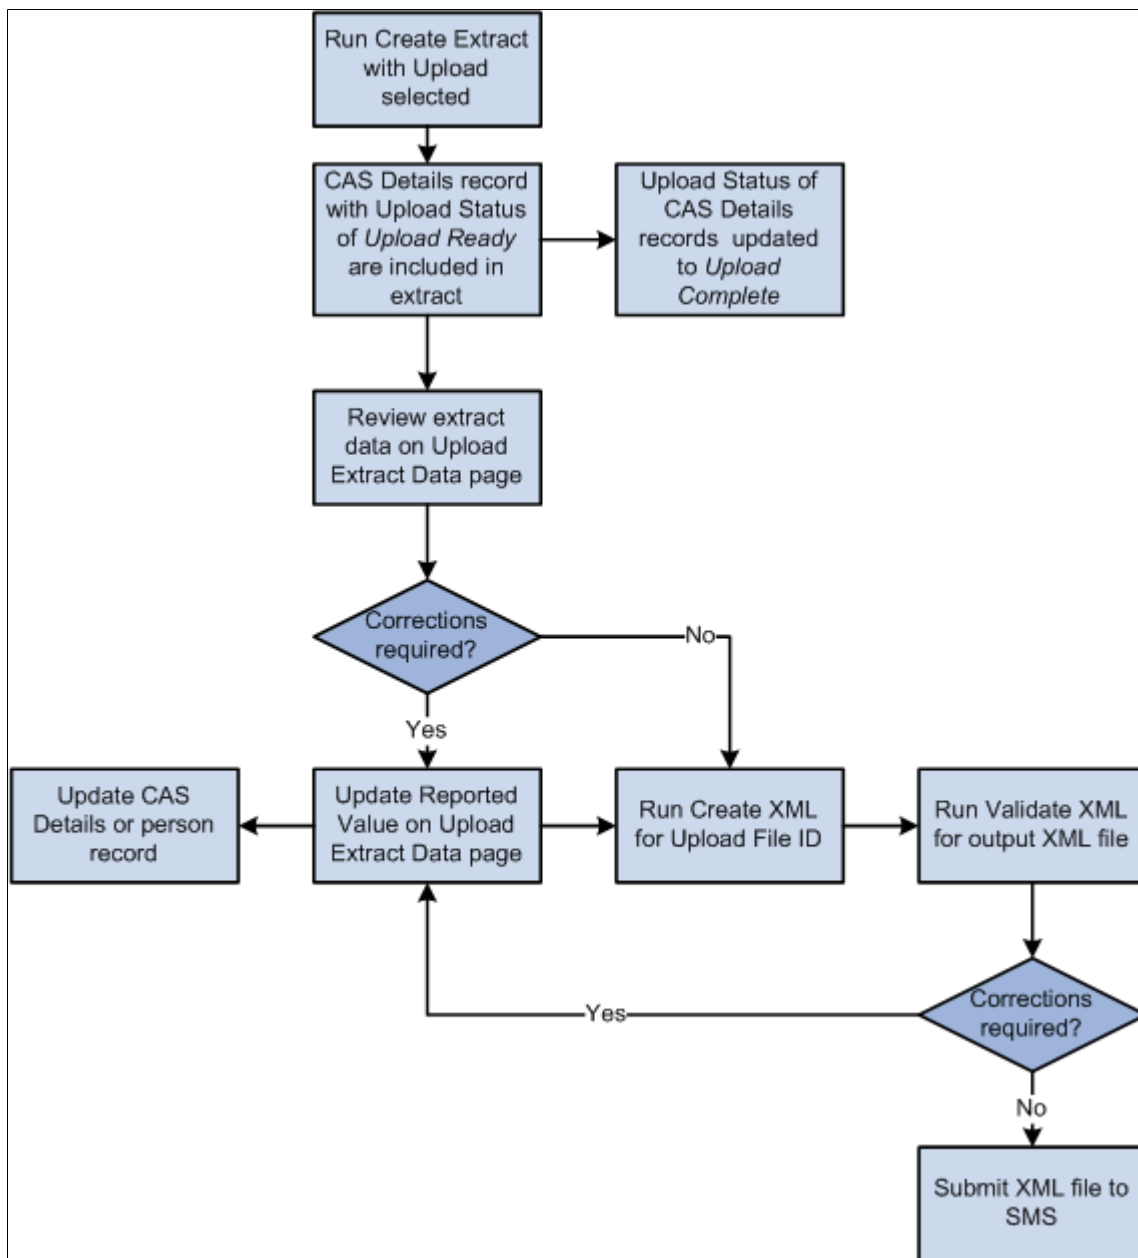 Run Create Extract
with Upload
selected
CAS Details record
with Upload Status
of Upload Ready
are included in
extract
Upload Status of
CAS Details
records updated
to Upload
Complete
Review extract
data on Upload
Extract Data page
Corrections
required?
No
Yes
Update CAS
Details or person
record
Update Reported
Value on Upload
Extract Data page
Run Create XML
for Upload File ID
Run Validate XML
for output XML file
Corrections
required?
Yes
No
Submit XML file to
SMS